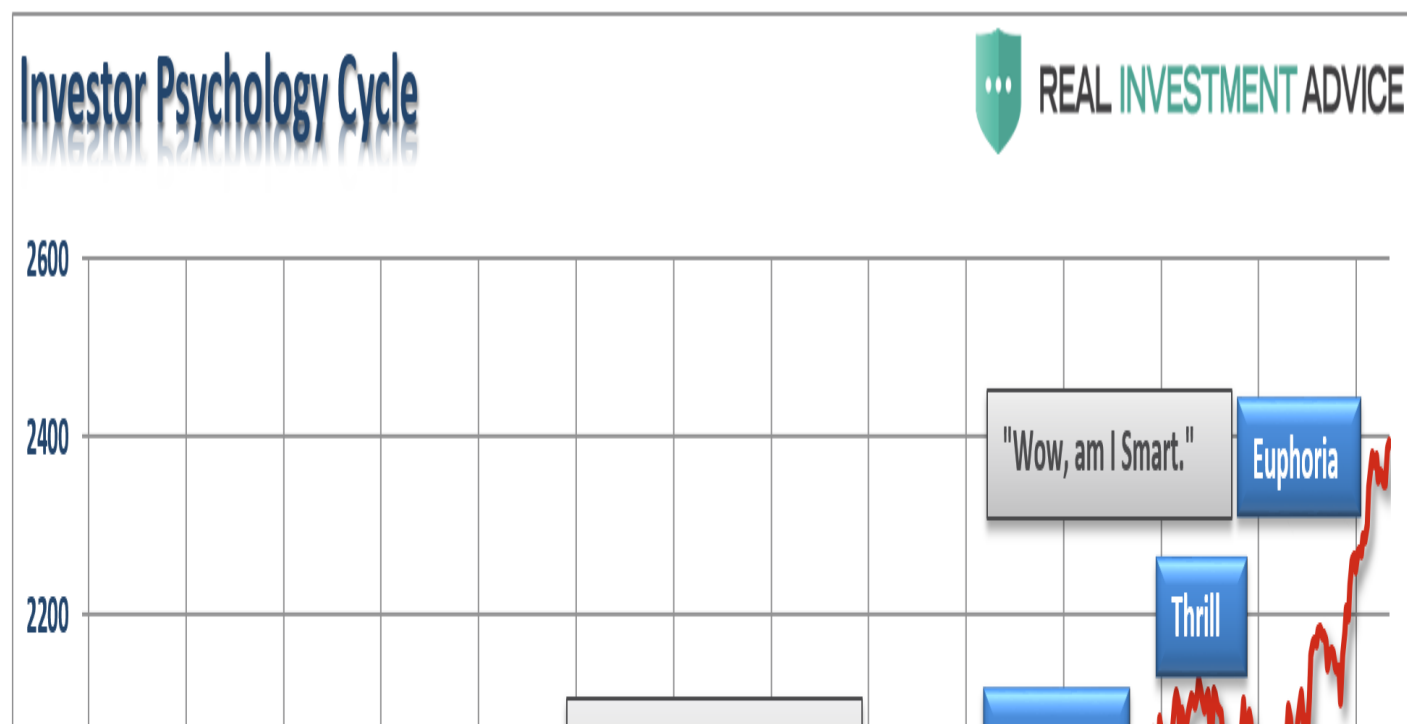 Investor Psychology Cycle
REAL INVESTMENT ADVICE
2600
2400
"Wow, am I Smart."
Euphoria
2200
Thrill